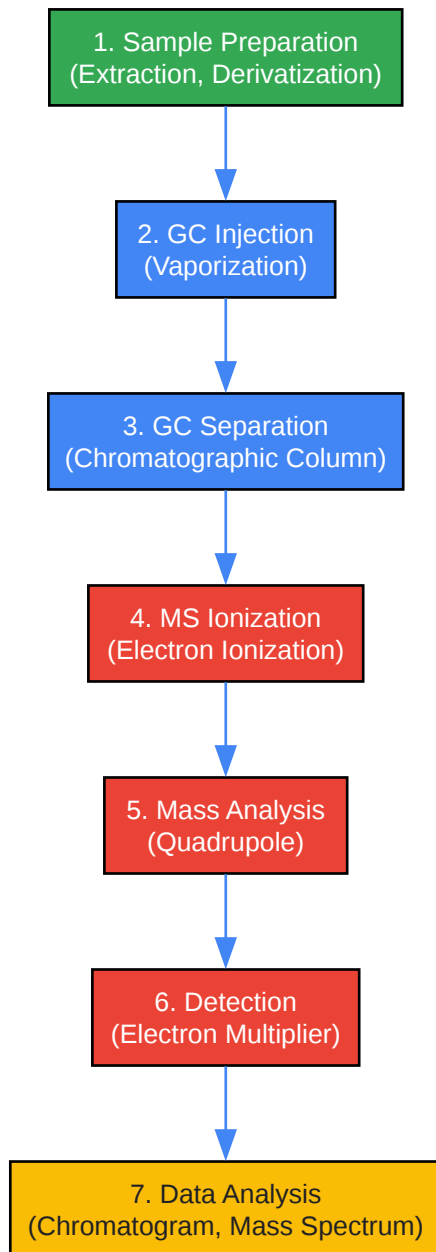 1. Sample Preparation
(Extraction, Derivatization)
2. GC Injection
(Vaporization)
3. GC Separation
(Chromatographic Column)
4. MS Ionization
(Electron Ionization)
5. Mass Analysis
(Quadrupole)
6. Detection
(Electron Multiplier)
7. Data Analysis
(Chromatogram, Mass Spectrum)